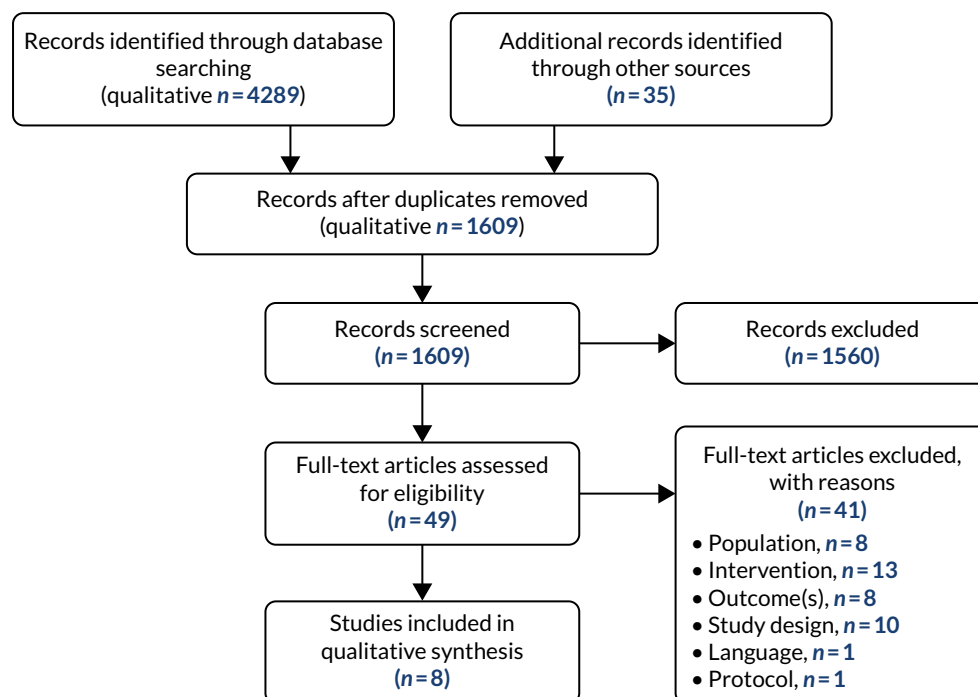 Records identified through database
searching
(qualitative n=4289)
Additional records identified
through other sources
(n=35)
Records after duplicates removed
(qualitative n=1609)
Records screened
(n=1609)
Records excluded
(n=1560)
Full-text articles assessed
for eligibility
(n=49)
Full-text articles excluded,
with reasons
(n=41)
• Population, n=8
• Intervention, n=13
• Outcome(s), n=8
• Study design, n=10
• Language, n=1
• Protocol, n=1
Studies included in
qualitative synthesis
(n=8)